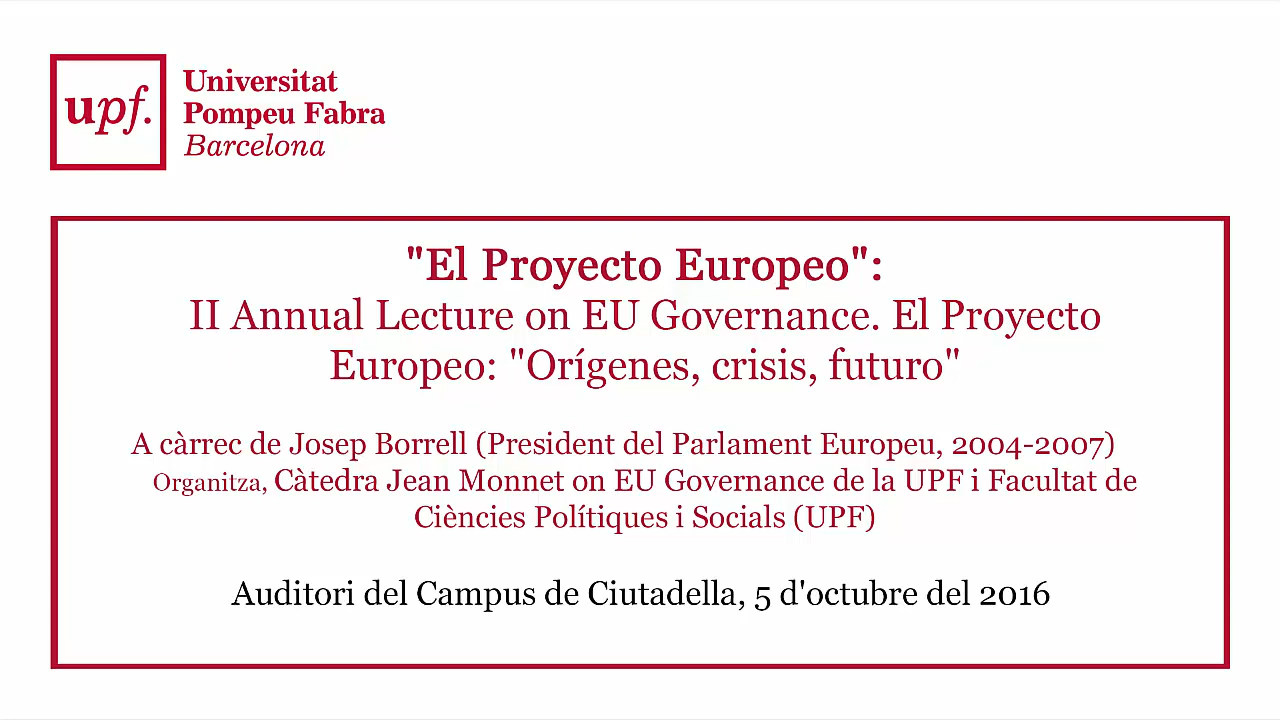 upf.
Universitat
Pompeu Fabra
Barcelona
"El Proyecto Europeo":
II Annual Lecture on EU Governance. El Proyecto
Europeo: "Orígenes, crisis, futuro"
A càrrec de Josep Borrell (President del Parlament Europeu, 2004-2007)
Organitza, Càtedra Jean Monnet on EU Governance de la UPF i Facultat de
Ciències Polítiques i Socials (UPF)
Auditori del Campus de Ciutadella, 5 d'octubre del 2016